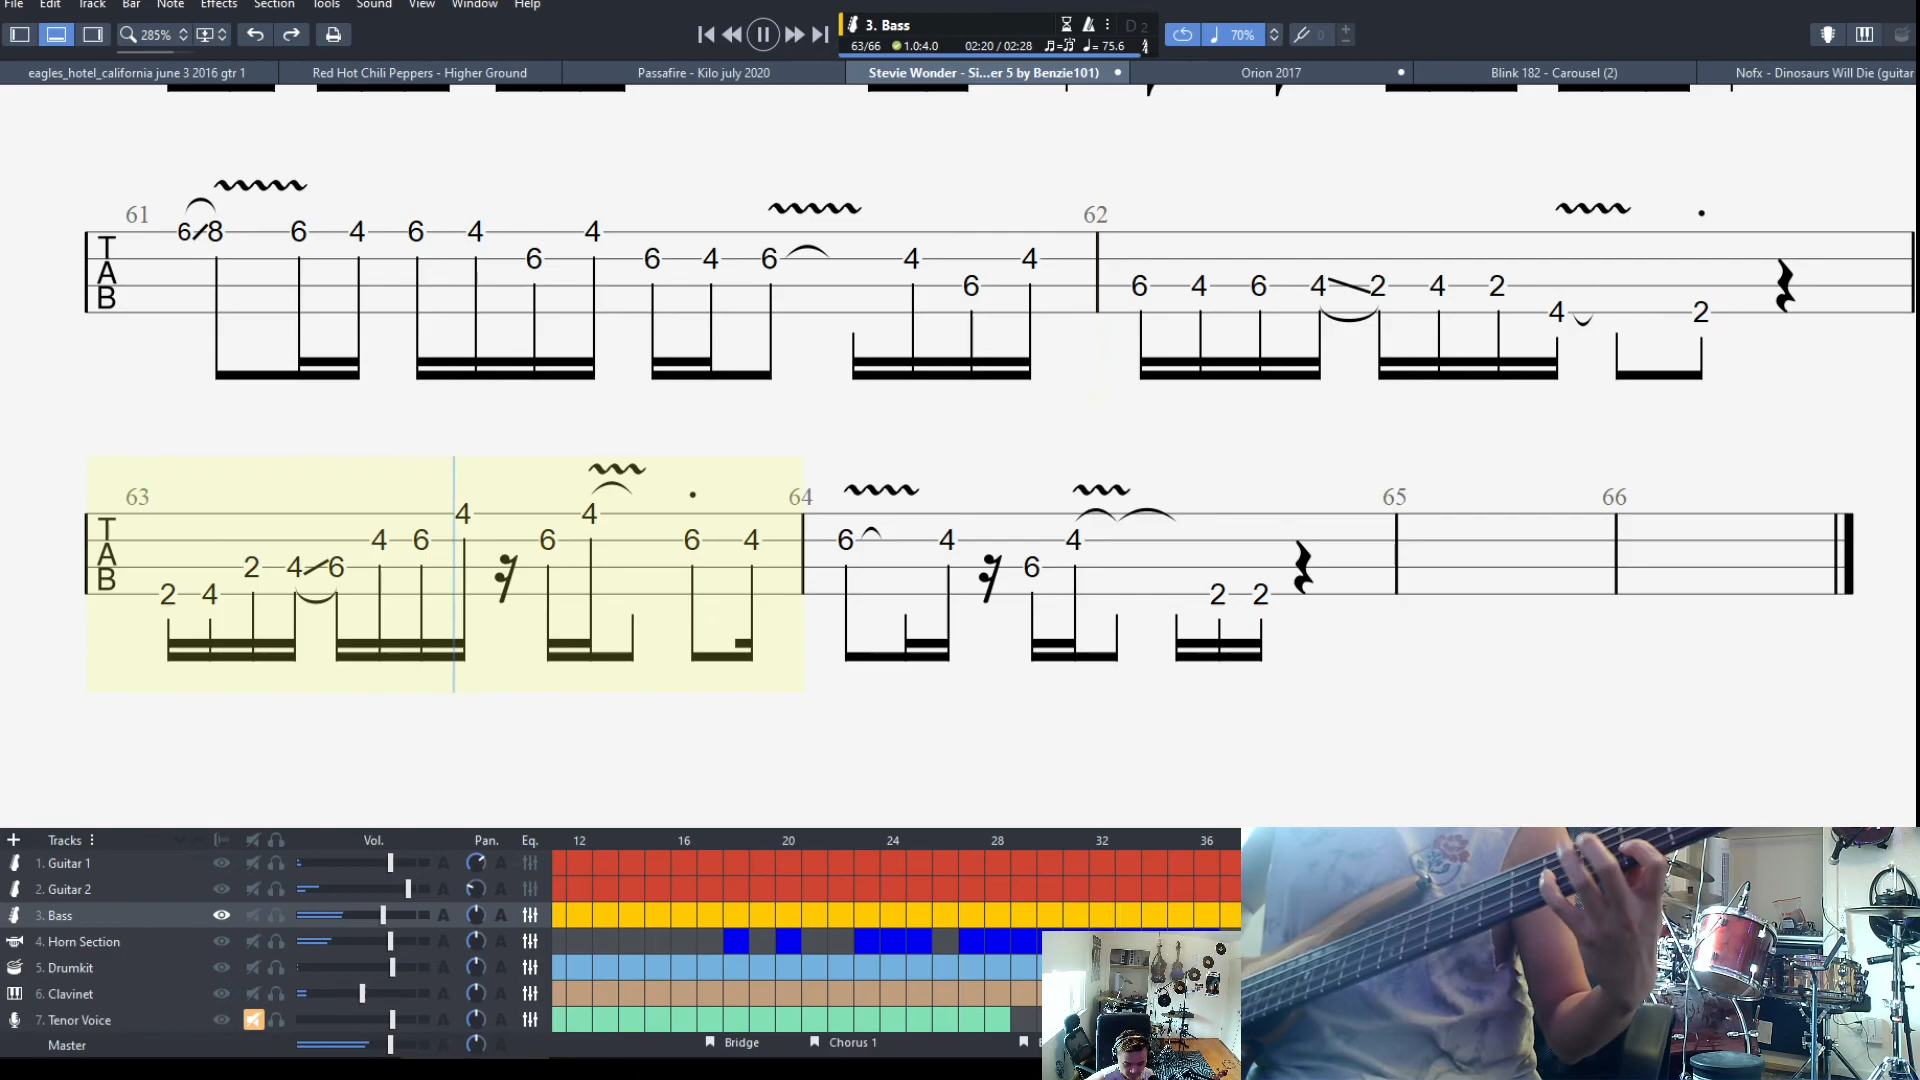 File Edit Track Bar Note Effects Section Tools Sound View Window Help
285%
3. Bass
63/66 1.0:4.0 02:20 / 02:28 = 75.6
D 2
70%
0
eagles_hotel_california june 3 2016 gtr 1
Red Hot Chili Peppers - Higher Ground
Passafire - Kilo july 2020
Stevie Wonder - Si...er 5 by Benzie101)
Orion 2017
Blink 182 - Carousel (2)
Nofx - Dinosaurs Will Die (guitar
61 62
T A B
6 8 6 4 6 4 6 4 6 4 6 4 6 4
6 4 6 4 2 4 2 4 2
63 64 65 66
T A B
2 4 2 4 6 4 6 4 6 4 6 4
6 4 6 4 2 2
Tracks Vol. Pan. Eq. 12 16 20 24 28 32 36
1. Guitar 1 A A
2. Guitar 2 A A
3. Bass A A
4. Horn Section A A
5. Drumkit A A
6. Clavinet A A
7. Tenor Voice A A
Master A A
Bridge Chorus 1